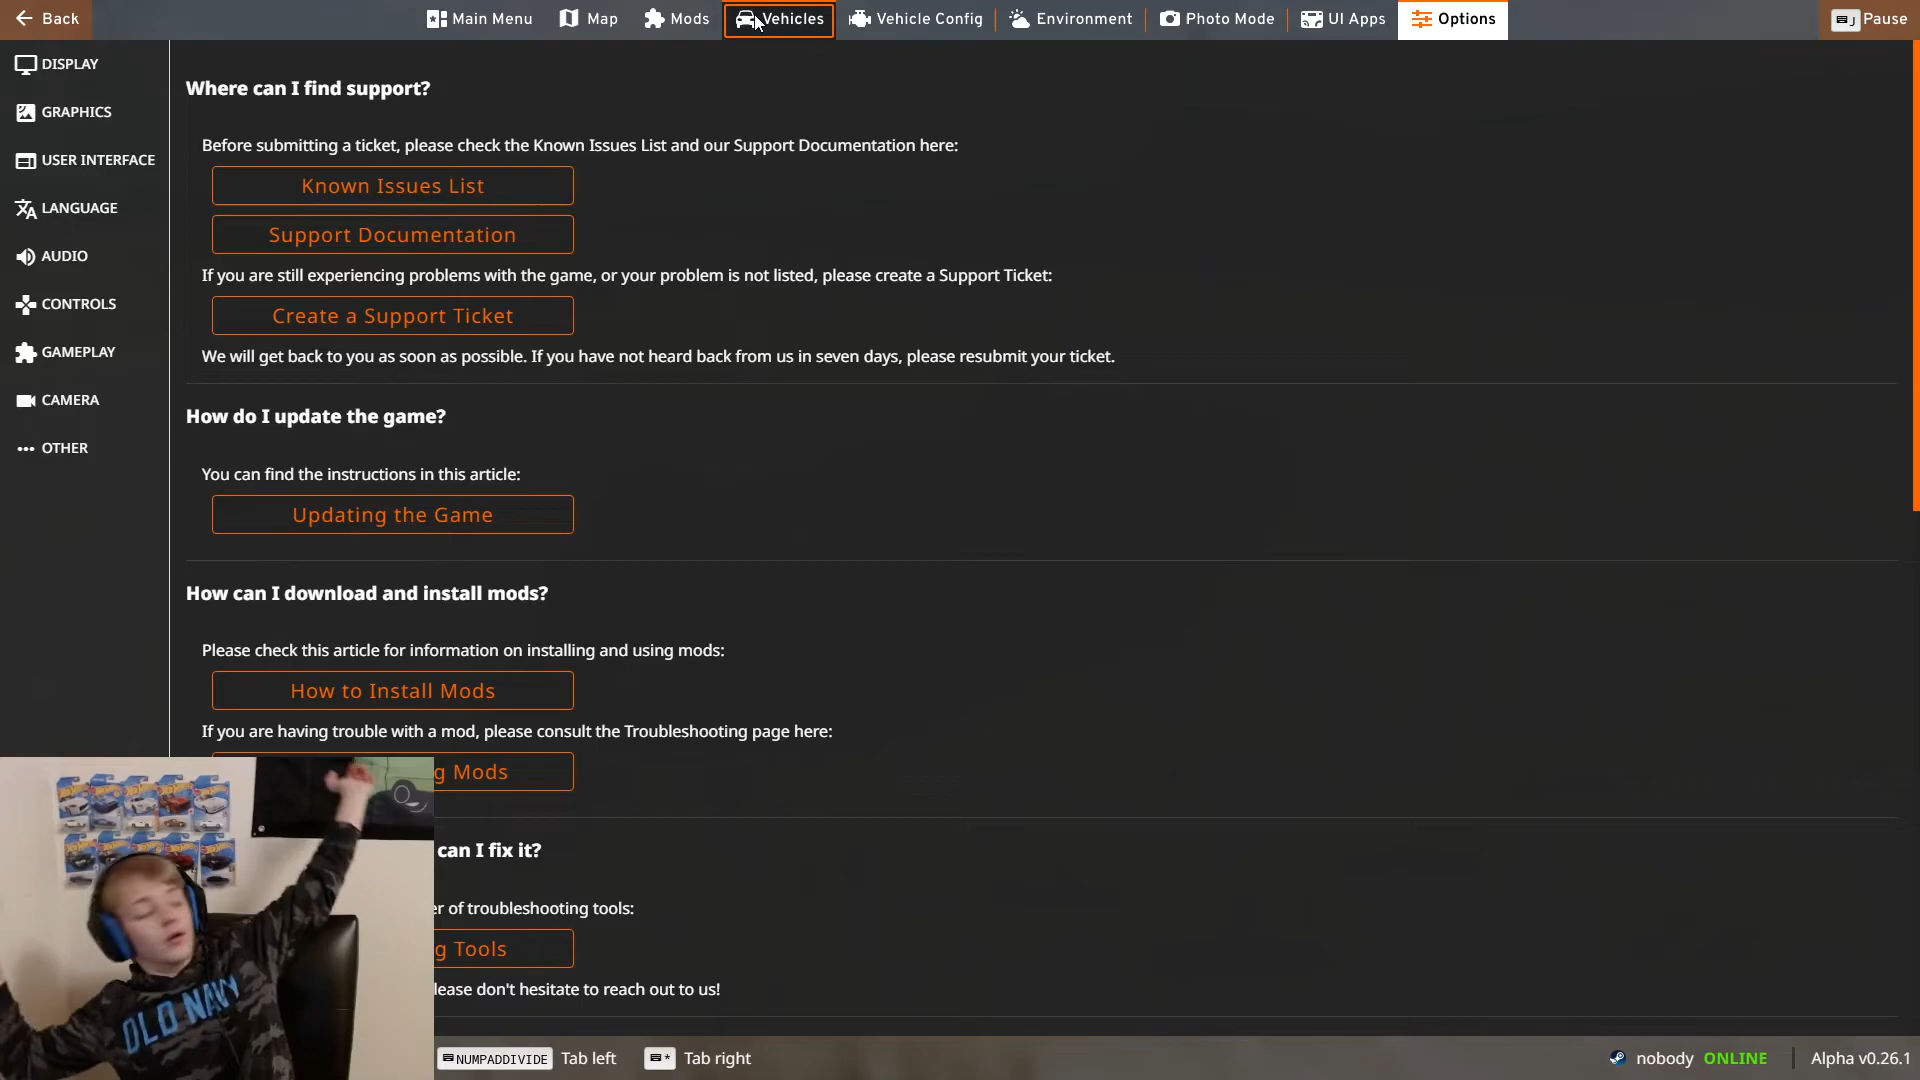 Back
Main Menu
Map
Mods
Vehicles
Vehicle Config
Environment
Photo Mode
UI Apps
Options
J Pause
DISPLAY
GRAPHICS
USER INTERFACE
LANGUAGE
AUDIO
CONTROLS
GAMEPLAY
CAMERA
OTHER
Where can I find support?
Before submitting a ticket, please check the Known Issues List and our Support Documentation here:
Known Issues List
Support Documentation
If you are still experiencing problems with the game, or your problem is not listed, please create a Support Ticket:
Create a Support Ticket
We will get back to you as soon as possible. If you have not heard back from us in seven days, please resubmit your ticket.
How do I update the game?
You can find the instructions in this article:
Updating the Game
How can I download and install mods?
Please check this article for information on installing and using mods:
How to Install Mods
If you are having trouble with a mod, please consult the Troubleshooting page here:
g Mods
can I fix it?
er of troubleshooting tools:
g Tools
lease don't hesitate to reach out to us!
OLD NAVY
NUMPADDIVIDE Tab left
* Tab right
nobody ONLINE
Alpha v0.26.1